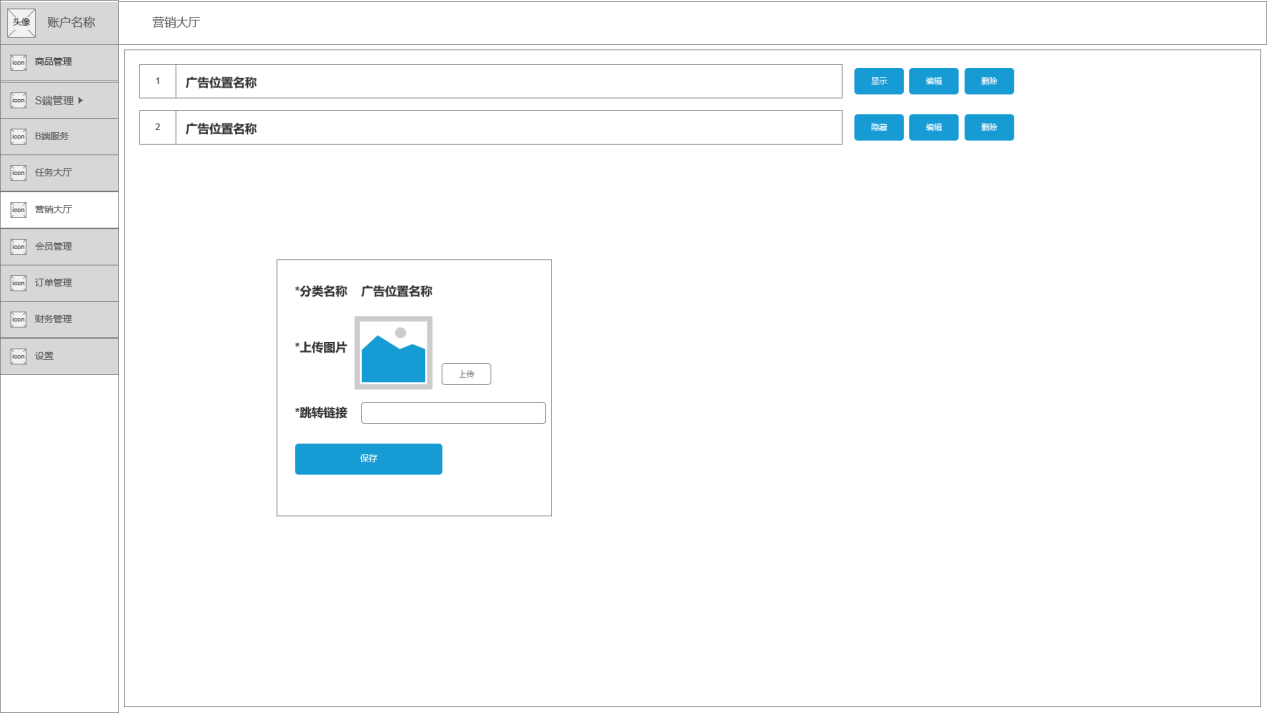 头像 账户名称
营销大厅
icon 商品管理
icon S端管理
icon B端服务
icon 任务大厅
icon 营销大厅
icon 会员管理
icon 订单管理
icon 财务管理
icon 设置
1 广告位置名称 显示 编辑 删除
2 广告位置名称 隐藏 编辑 删除
*分类名称 广告位置名称
*上传图片
上传
*跳转链接
保存